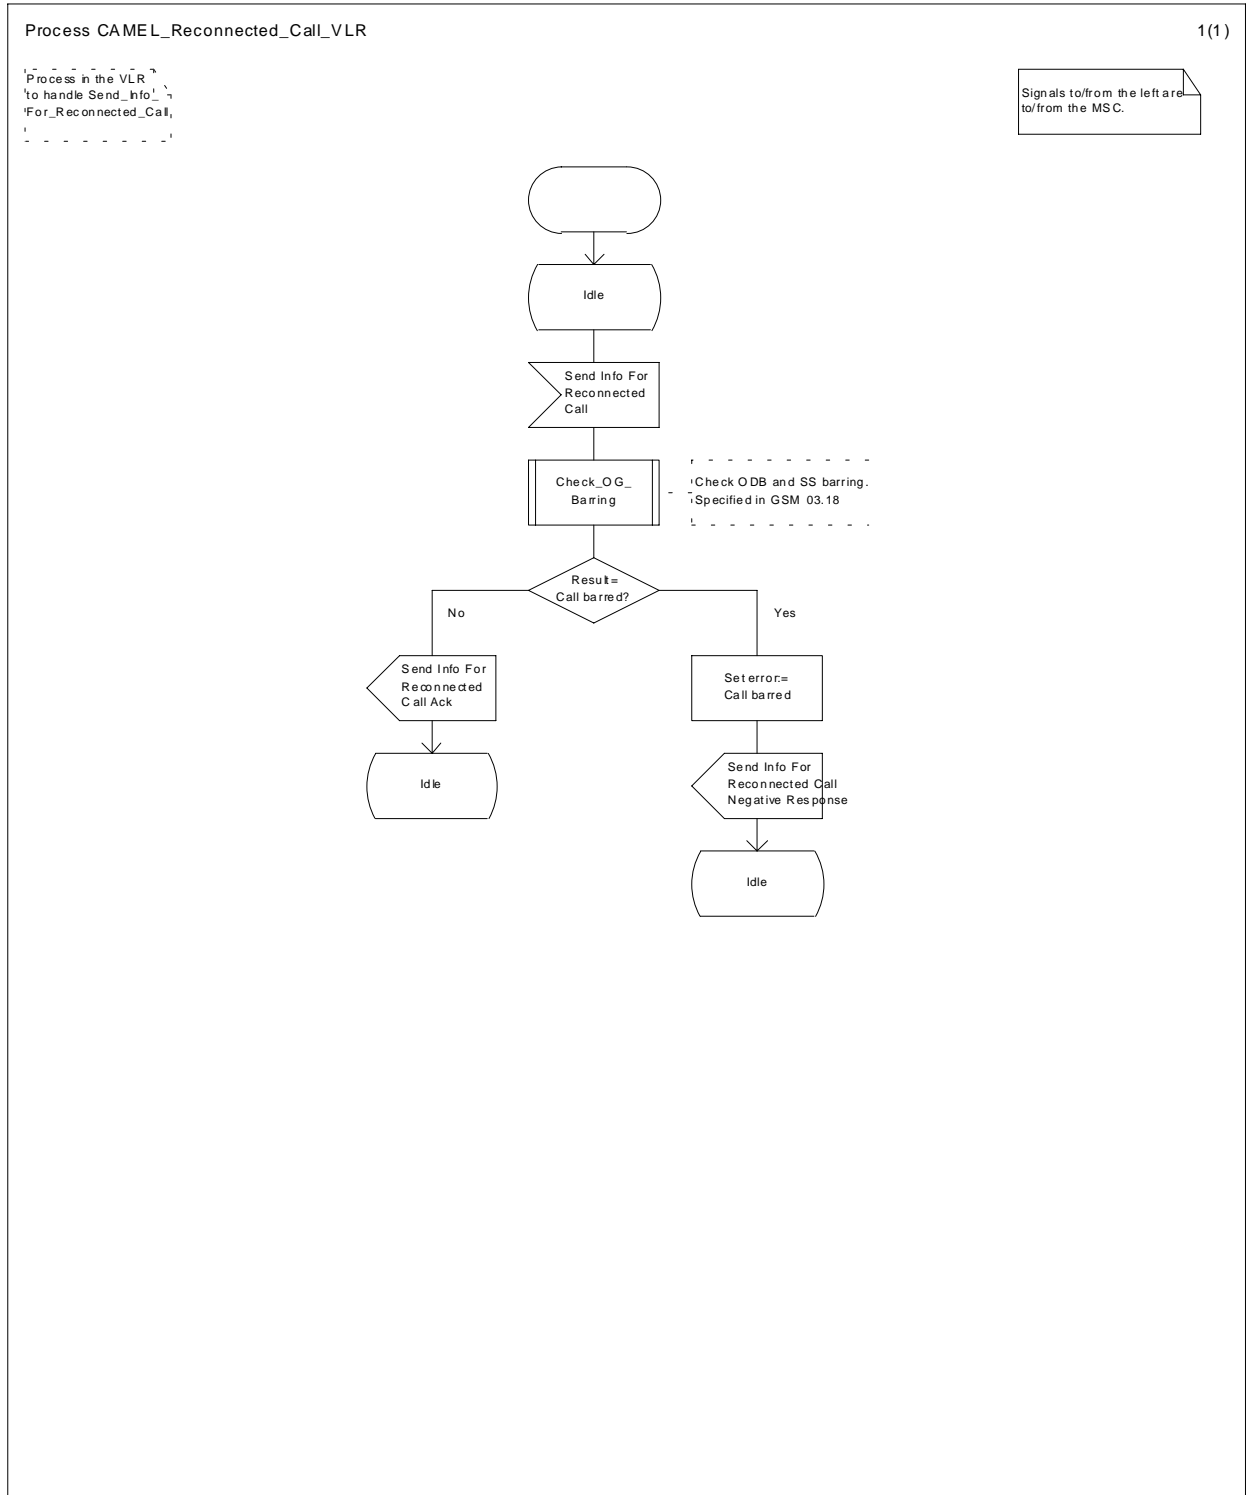 Process CAMEL_Reconnected_Call_VLR
1(1)
Process in the VLR
to handle Send_Info_
For_Reconnected_Call
Signals to/from the left are
to/from the MSC.
Idle
Send Info For
Reconnected
Call
Check_OG_
Barring
Check ODB and SS barring.
Specified in GSM 03.18
Result=
Call barred?
No
Yes
Send Info For
Reconnected
Call Ack
Set error:=
Call barred
Idle
Send Info For
Reconnected Call
Negative Response
Idle